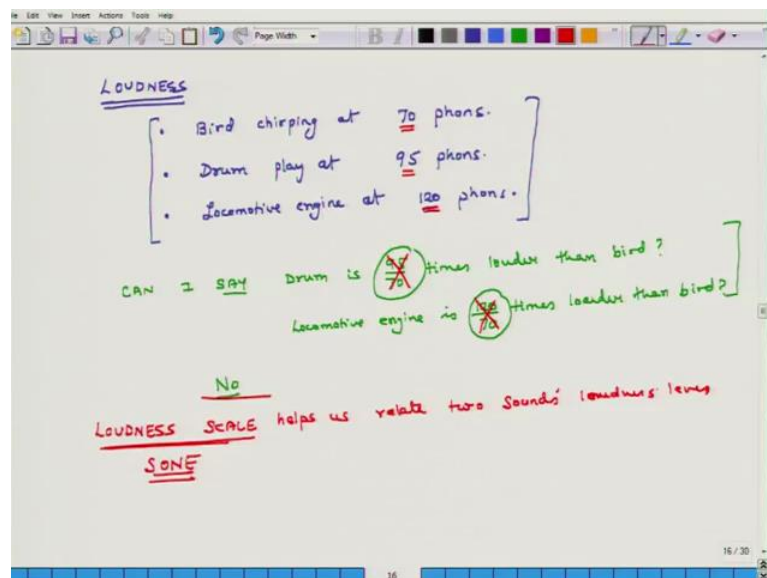 File Edit View Insert Actions Tools Help
Page Width
LOUDNESS
. Bird chirping at 70 phons.
. Drum play at 95 phons.
. Locomotive engine at 120 phons.
CAN I SAY Drum is 95/70 times louder than bird?
Locomotive engine is 120/70 times louder than bird?
No
LOUDNESS SCALE helps us relate two sounds' loudness level
SONE
16 / 30
16